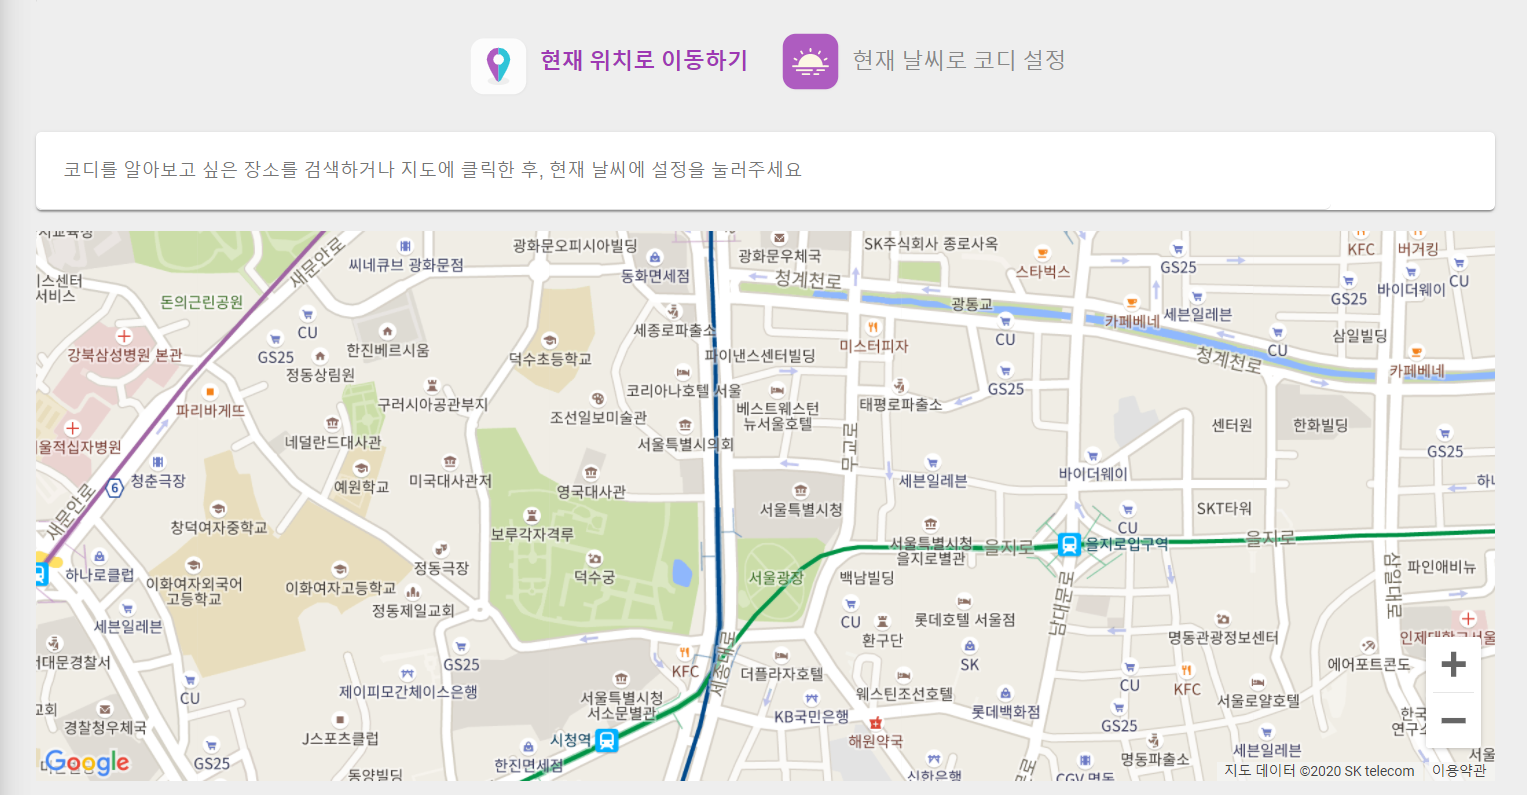 현재 위치로 이동하기
현재 날씨로 코디 설정
코디를 알아보고 싶은 장소를 검색하거나 지도에 클릭한 후, 현재 날씨에 설정을 눌러주세요
새문안로
씨네큐브 광화문점
광화문오피시아빌딩
동화면세점
광화문우체국
SK주식회사 종로사옥
스타벅스
GS25
KFC
버거킹
CU
바이더웨이
GS25
돈의근린공원
CU
GS25
강북삼성병원 본관
한진베르시움
정동상림원
세종로파출소
청계천로
광통교
CU
카페베네
세븐일레븐
CU
삼일빌딩
카페베네
청계천로
미스터피자
파이낸스센터빌딩
덕수초등학교
코리아나호텔 서울
파리바게뜨
구러시아공관부지
조선일보미술관
베스트웨스턴
뉴서울호텔
태평로파출소
GS25
네덜란드대사관
서울특별시의회
센터원
한화빌딩
GS25
청춘극장
6
예원학교
미국대사관저
영국대사관
세븐일레븐
바이더웨이
새문안로
창덕여자중학교
보루각자격루
서울특별시청
CU
SKT타워
서울특별시청
을지로별관
을지로
을지로입구역
을지로
하나로클럽
이화여자외국어
고등학교
이화여자고등학교
정동극장
덕수궁
서울광장
백남빌딩
파인애비뉴
삼일대로
남대문로
정동제일교회
세븐일레븐
CU
환구단
롯데호텔 서울점
명동관광정보센터
GS25
KFC
세종대로
더플라자호텔
SK
CU
KFC
에어포트콘도
CU
제이피모간체이스은행
서울특별시청
서소문별관
웨스틴조선호텔
KB국민은행
롯데백화점
서울로얄호텔
GS25
경찰청우체국
J스포츠클럽
시청역
해원약국
GS25
한진면세점
동양빌딩
신한은행
CGV 명동
명동파출소
세븐일레븐
Google
지도 데이터 ©2020 SK telecom
이용약관